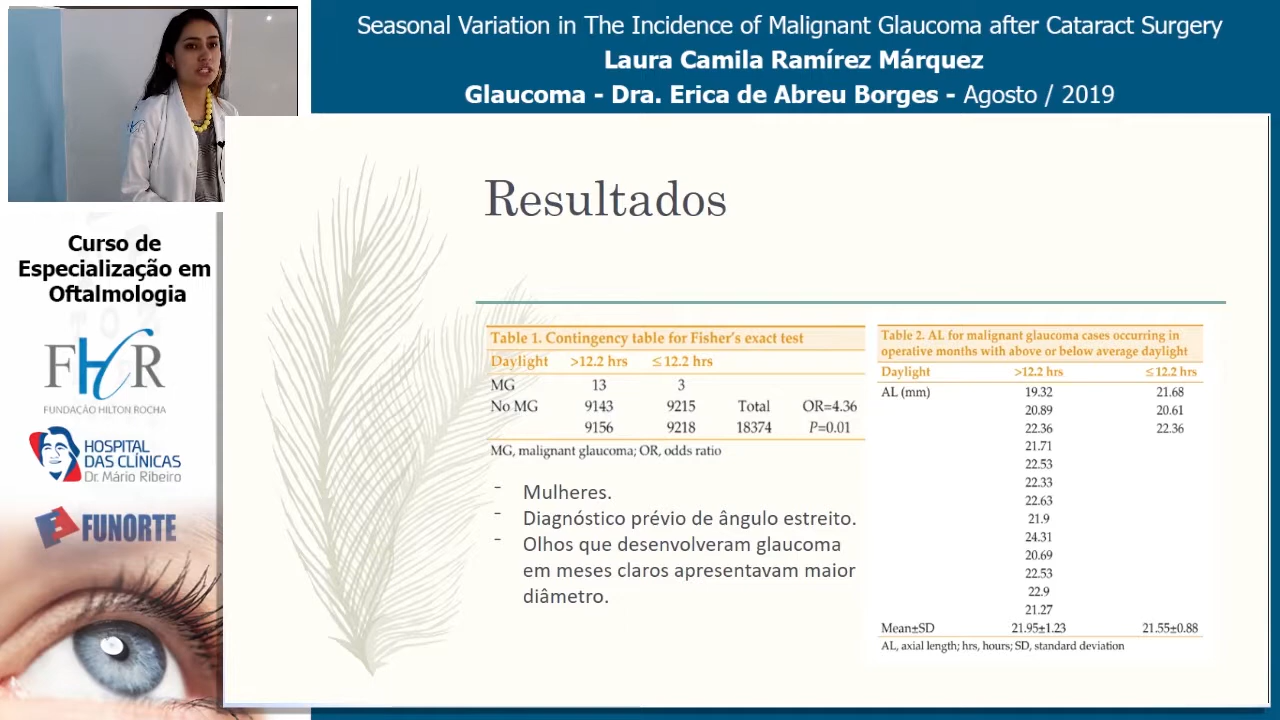 Seasonal Variation in The Incidence of Malignant Glaucoma after Cataract Surgery
Laura Camila Ramírez Márquez
Glaucoma - Dra. Erica de Abreu Borges - Agosto / 2019
Curso de
Especialização em
Oftalmologia
FHR
FUNDAÇÃO HILTON ROCHA
HOSPITAL
DAS CLÍNICAS
Dr. Mário Ribeiro
FUNORTE
Resultados
Table 1. Contingency table for Fisher's exact test
Daylight >12.2 hrs ≤12.2 hrs
MG 13 3
No MG 9143 9215 Total OR=4.36
9156 9218 18374 P=0.01
MG, malignant glaucoma; OR, odds ratio
- Mulheres.
- Diagnóstico prévio de ângulo estreito.
- Olhos que desenvolveram glaucoma
em meses claros apresentavam maior
diâmetro.
Table 2. AL for malignant glaucoma cases occurring in
operative months with above or below average daylight
Daylight >12.2 hrs ≤12.2 hrs
AL (mm) 19.32 21.68
20.89 20.61
22.36 22.36
21.71
22.53
22.33
22.63
21.9
24.31
20.69
22.53
22.9
21.27
Mean±SD 21.95±1.23 21.55±0.88
AL, axial length; hrs, hours; SD, standard deviation